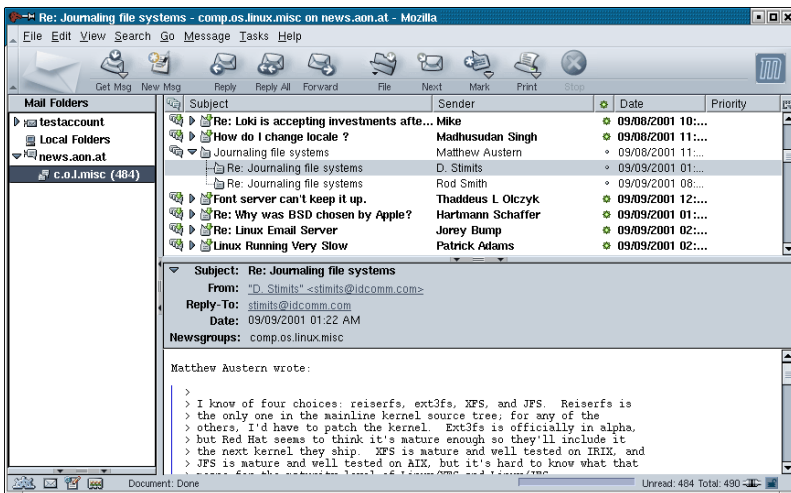 Re: Journaling file systems - comp.os.linux.misc on news.aon.at - Mozilla
File Edit View Search Go Message Tasks Help
Get Msg New Msg Reply Reply All Forward File Next Mark Print Stop
Mail Folders
testaccount
Local Folders
news.aon.at
c.o.l.misc (484)
Subject Sender Date Priority
Re: Loki is accepting investments afte... Mike 09/08/2001 10:...
How do I change locale ? Madhusudan Singh 09/08/2001 11:...
Journaling file systems Matthew Austern 09/08/2001 11:...
Re: Journaling file systems D. Stimits 09/09/2001 01:...
Re: Journaling file systems Rod Smith 09/09/2001 08:...
Font server can't keep it up. Thaddeus L Olczyk 09/09/2001 12:...
Re: Why was BSD chosen by Apple? Hartmann Schaffer 09/09/2001 01:...
Re: Linux Email Server Jorey Bump 09/09/2001 02:...
Linux Running Very Slow Patrick Adams 09/09/2001 02:...
Subject: Re: Journaling file systems
From: "D. Stimits" <stimits@idcomm.com>
Reply-To: stimits@idcomm.com
Date: 09/09/2001 01:22 AM
Newsgroups: comp.os.linux.misc
Matthew Austern wrote:
>
> I know of four choices: reiserfs, ext3fs, XFS, and JFS. Reiserfs is
> the only one in the mainline kernel source tree; for any of the
> others, I'd have to patch the kernel. Ext3fs is officially in alpha,
> but Red Hat seems to think it's mature enough so they'll include it
> the next kernel they ship. XFS is mature and well tested on IRIX, and
> JFS is mature and well tested on AIX, but it's hard to know what that
Document: Done Unread: 484 Total: 490